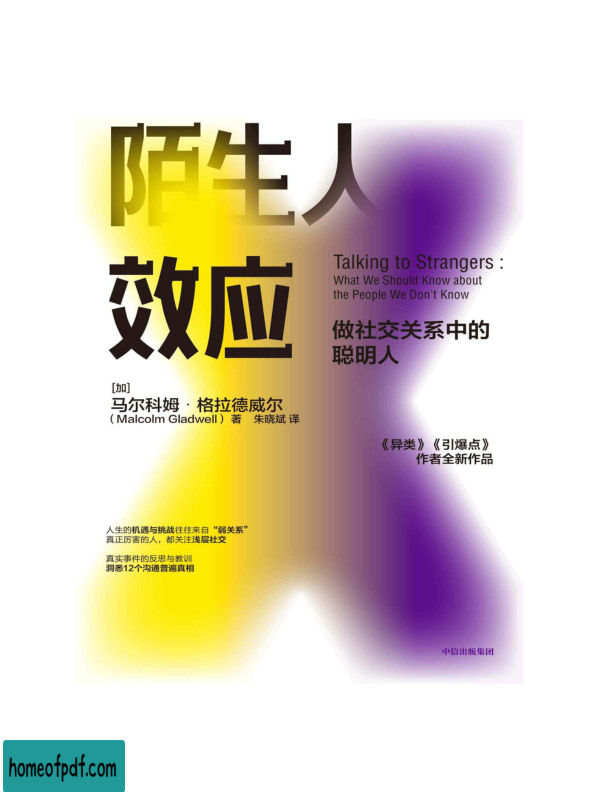 陌生人
效应
Talking to Strangers :
What We Should Know about
the People We Don't Know
做社交关系中的
聪明人
[加]
马尔科姆 · 格拉德威尔
（Malcolm Gladwell）著 朱晓斌 译
《异类》《引爆点》
作者全新作品
人生的机遇与挑战往往来自“弱关系”
真正厉害的人，都关注浅层社交
真实事件的反思与教训
洞悉12个沟通普遍真相
中信出版集团
homeofpdf.com